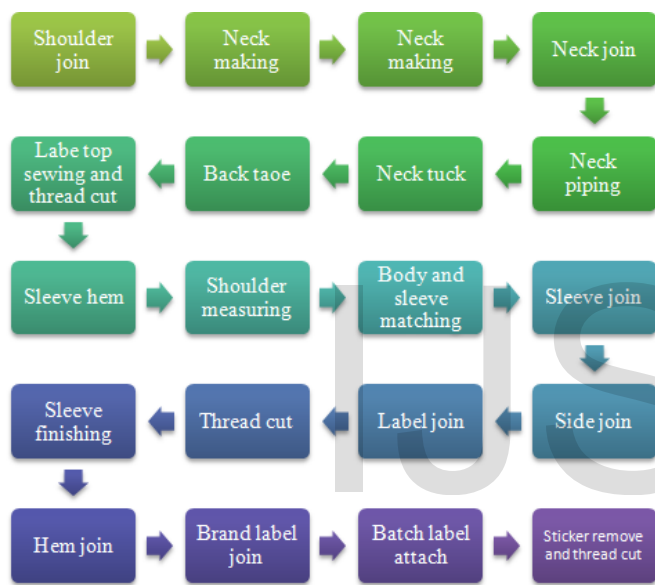 Shoulder
join
Neck
making
Neck
making
Neck join
Neck
piping
Neck tuck
Back taoe
Labe top
sewing and
thread cut
Sleeve hem
Shoulder
measuring
Body and
sleeve
matching
Sleeve join
Side join
Label join
Thread cut
Sleeve
finishing
Hem join
Brand label
join
Batch label
attach
Sticker remove
and thread cut
IJS